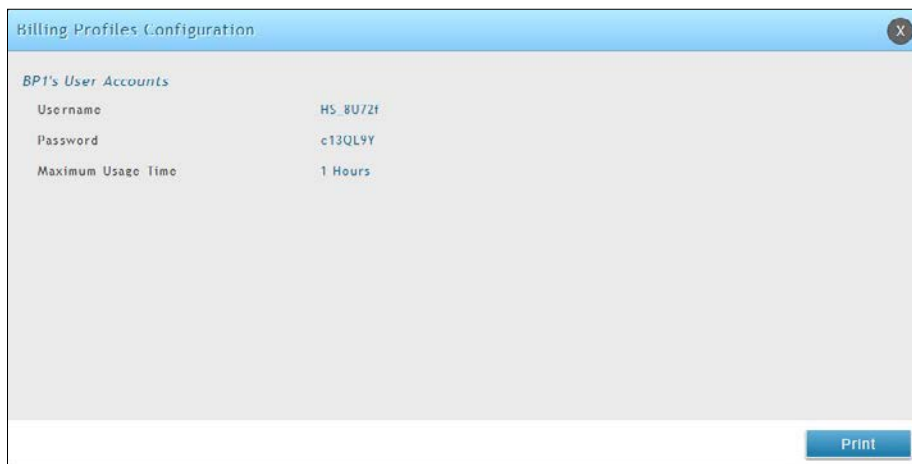 Billing Profiles Configuration
X
BP1's User Accounts
Username HS_8U72f
Password c13QL9Y
Maximum Usage Time 1 Hours
Print